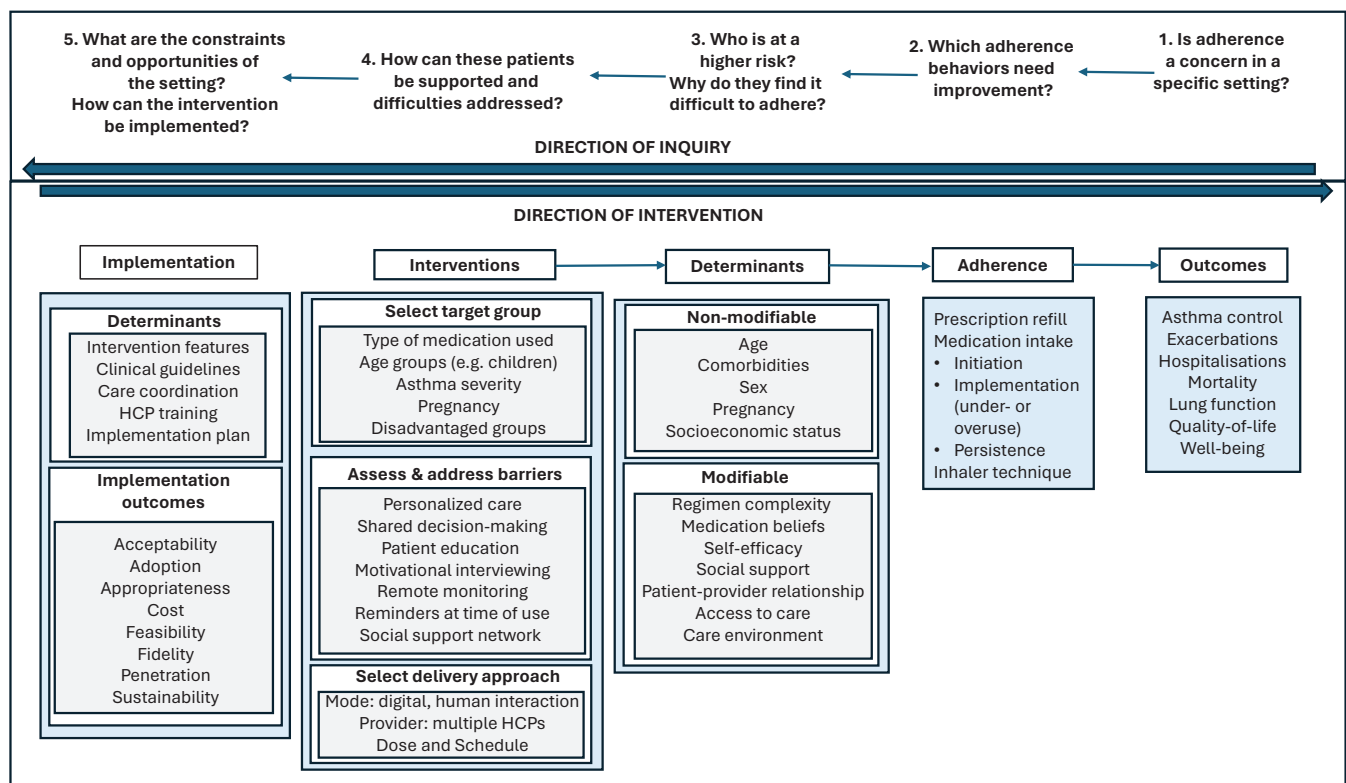 5. What are the constraints
and opportunities of
the setting?
How can the intervention
be implemented?
4. How can these patients
be supported and
difficulties addressed?
3. Who is at a
higher risk?
Why do they find it
difficult to adhere?
2. Which adherence
behaviors need
improvement?
1. Is adherence
a concern in a
specific setting?
DIRECTION OF INQUIRY
DIRECTION OF INTERVENTION
Implementation
Determinants
Intervention features
Clinical guidelines
Care coordination
HCP training
Implementation plan
Implementation
outcomes
Acceptability
Adoption
Appropriateness
Cost
Feasibility
Fidelity
Penetration
Sustainability
Interventions
Select target group
Type of medication used
Age groups (e.g. children)
Asthma severity
Pregnancy
Disadvantaged groups
Assess & address barriers
Personalized care
Shared decision-making
Patient education
Motivational interviewing
Remote monitoring
Reminders at time of use
Social support network
Select delivery approach
Mode: digital, human interaction
Provider: multiple HCPs
Dose and Schedule
Determinants
Non-modifiable
Age
Comorbidities
Sex
Pregnancy
Socioeconomic status
Modifiable
Regimen complexity
Medication beliefs
Self-efficacy
Social support
Patient-provider relationship
Access to care
Care environment
Adherence
Prescription refill
Medication intake
• Initiation
• Implementation
(under- or
overuse)
• Persistence
Inhaler technique
Outcomes
Asthma control
Exacerbations
Hospitalisations
Mortality
Lung function
Quality-of-life
Well-being